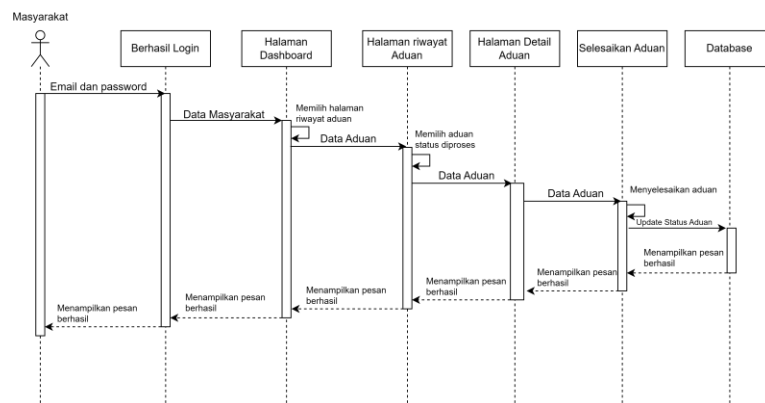 Masyarakat
Berhasil Login
Halaman
Dashboard
Halaman riwayat
Aduan
Halaman Detail
Aduan
Selesaikan Aduan
Database
Email dan password
Data Masyarakat
Memilih halaman
riwayat aduan
Data Aduan
Memilih aduan
status diproses
Data Aduan
Data Aduan
Menyelesaikan aduan
Update Status Aduan
Menampilkan pesan
berhasil
Menampilkan pesan
berhasil
Menampilkan pesan
berhasil
Menampilkan pesan
berhasil
Menampilkan pesan
berhasil
Menampilkan pesan
berhasil